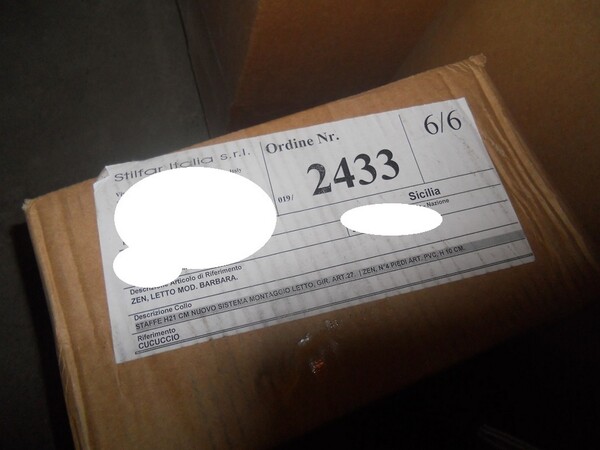 Stilfar Italia s.r.l.
Ordine Nr.
6/6
019/ 2433
Sicilia
Nazione
Descrizione Articolo di Riferimento
ZEN, LETTO MOD. BARBARA.
Descrizione Collo
STAFFE H21 CM NUOVO SISTEMA MONTAGGIO LETTO, GIR. ART. 27. | ZEN, N°4 PIEDI ART. PVC, H 10 CM.
Riferimento
CUCUCCIO